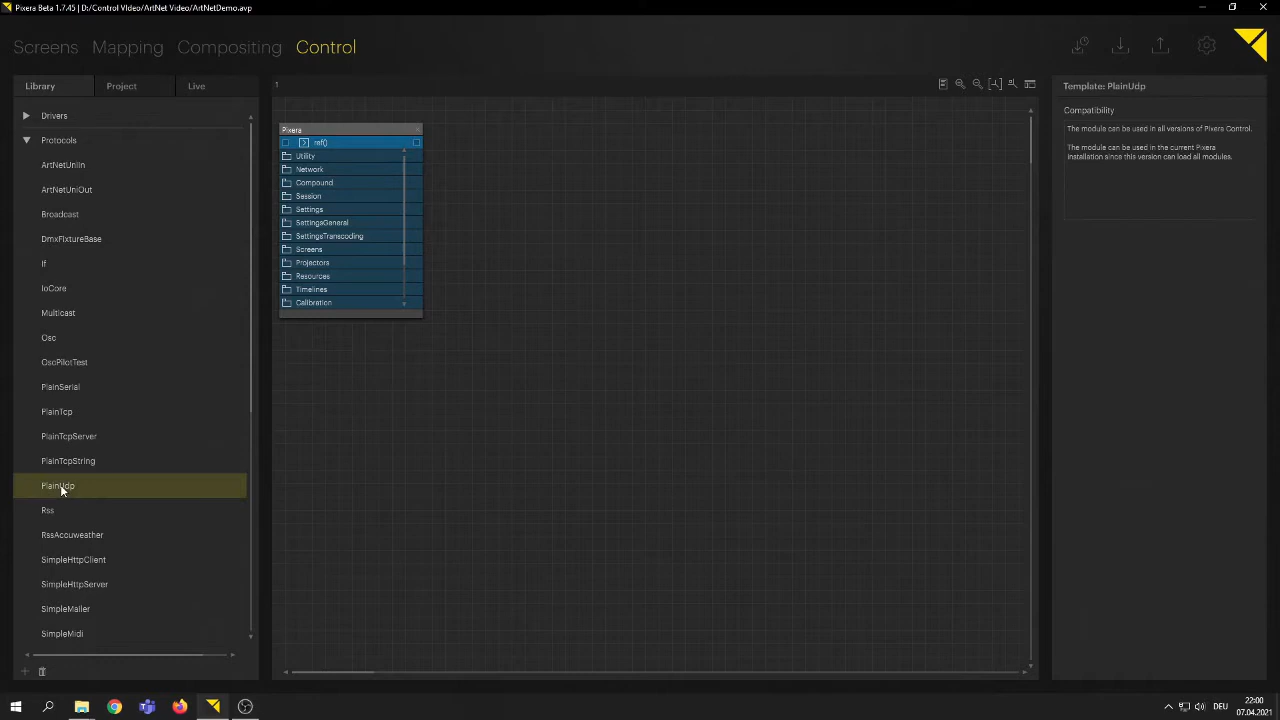 Pixera Beta 1.7.45 | D:/Control Video/ArtNet Video/ArtNetDemo.avp
Screens Mapping Compositing Control
Library Project Live
1
Template: PlainUdp
Drivers
Protocols
ArtNetUniIn
ArtNetUniOut
Broadcast
DmxFixtureBase
If
IoCore
Multicast
Osc
OscPilotTest
PlainSerial
PlainTcp
PlainTcpServer
PlainTcpString
PlainUdp
Rss
RssAccuweather
SimpleHttpClient
SimpleHttpServer
SimpleMailer
SimpleMidi
Pixera
ref()
Utility
Network
Compound
Session
Settings
SettingsGeneral
SettingsTranscoding
Screens
Projectors
Resources
Timelines
Calibration
Compatibility
The module can be used in all versions of Pixera Control.
The module can be used in the current Pixera
installation since this version can load all modules.
DEU
22:00
07.04.2021